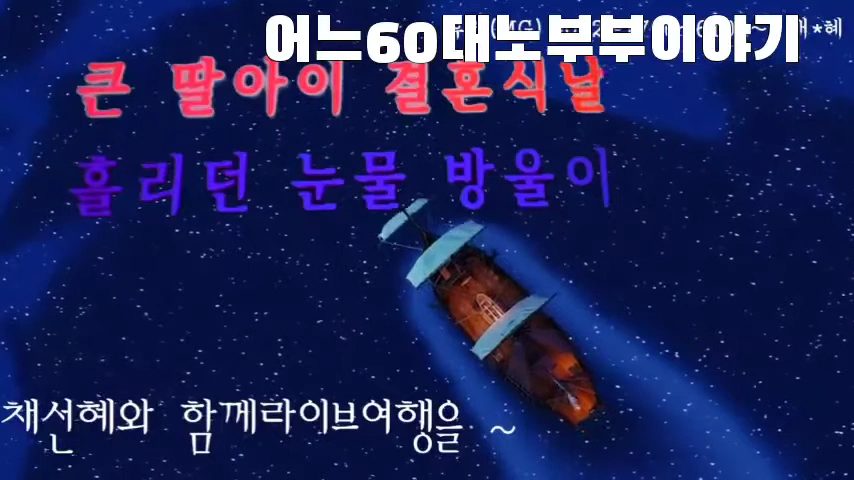 어느60대노부부이야기
큰 딸아이 결혼식날
흘리던 눈물 방울이
채선혜와 함께라이브여행을 ~